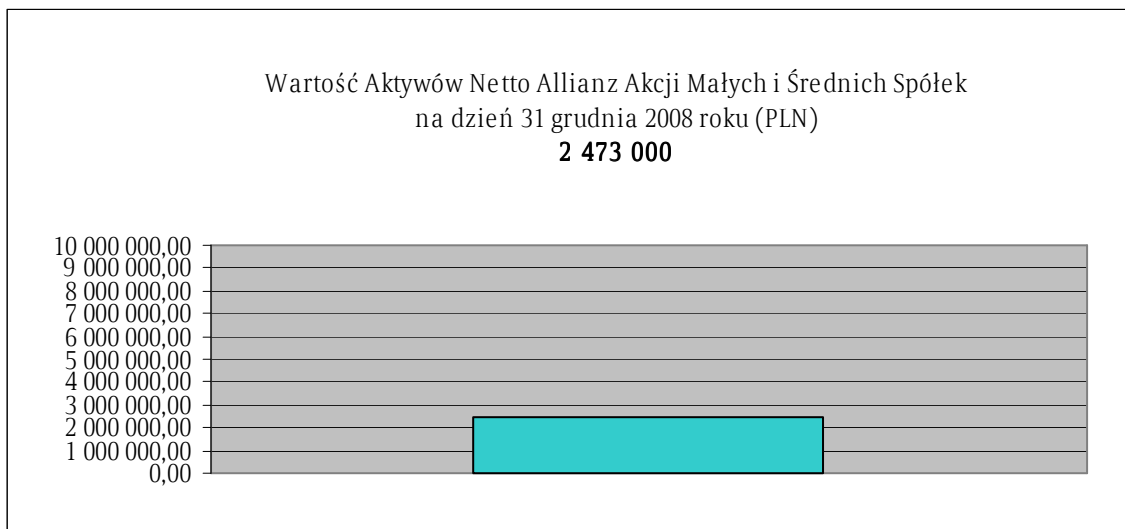 Wartość Aktywów Netto Allianz Akcji Małych i Średnich Spółek
na dzień 31 grudnia 2008 roku (PLN)
2 473 000
10 000 000,00
9 000 000,00
8 000 000,00
7 000 000,00
6 000 000,00
5 000 000,00
4 000 000,00
3 000 000,00
2 000 000,00
1 000 000,00
0,00